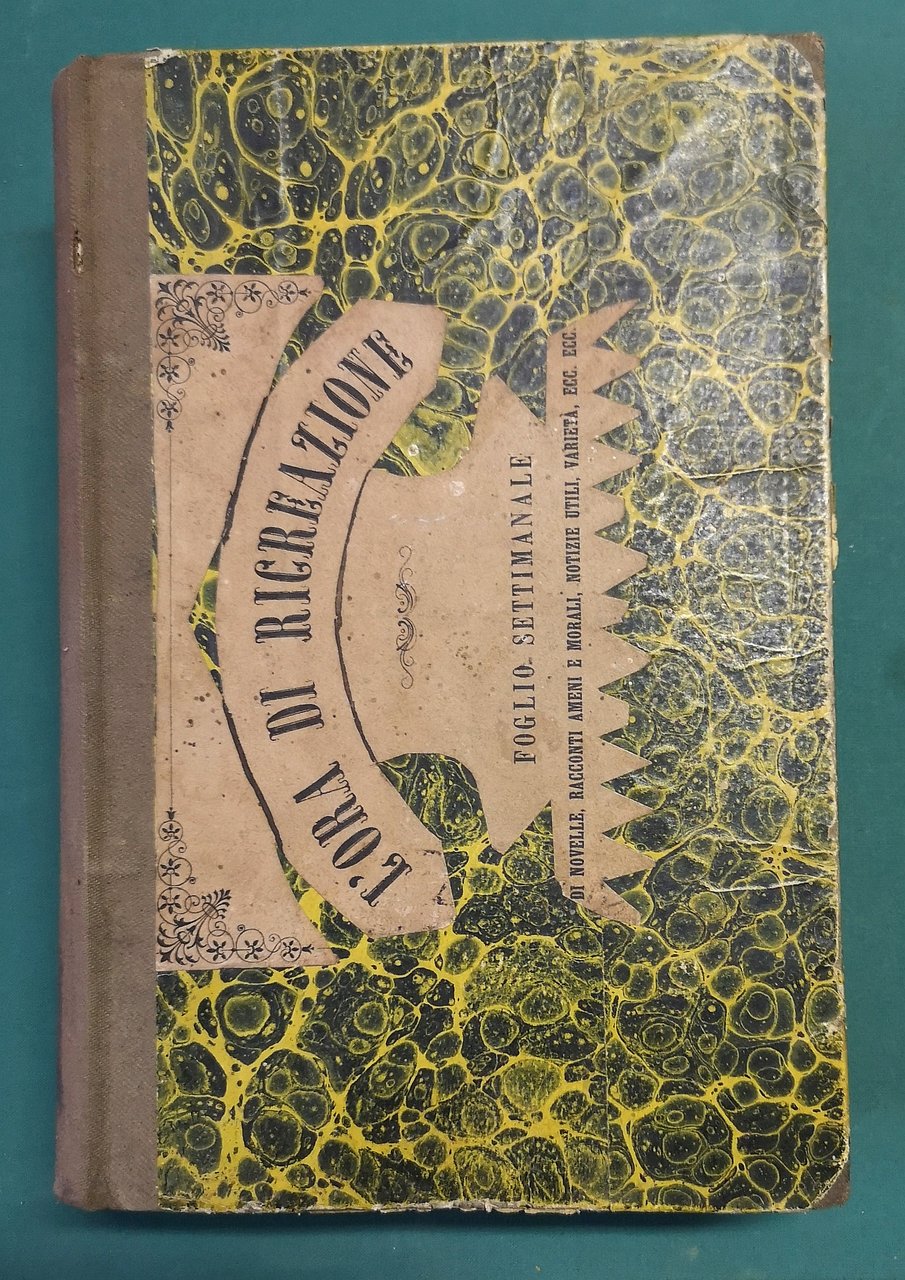 L'ORA DI RICREAZIONE
FOGLIO SETTIMANALE
DI NOVELLE, RACCONTI AMENI E MORALI, NOTIZIE UTILI, VARIETÀ, ECC. ECC.